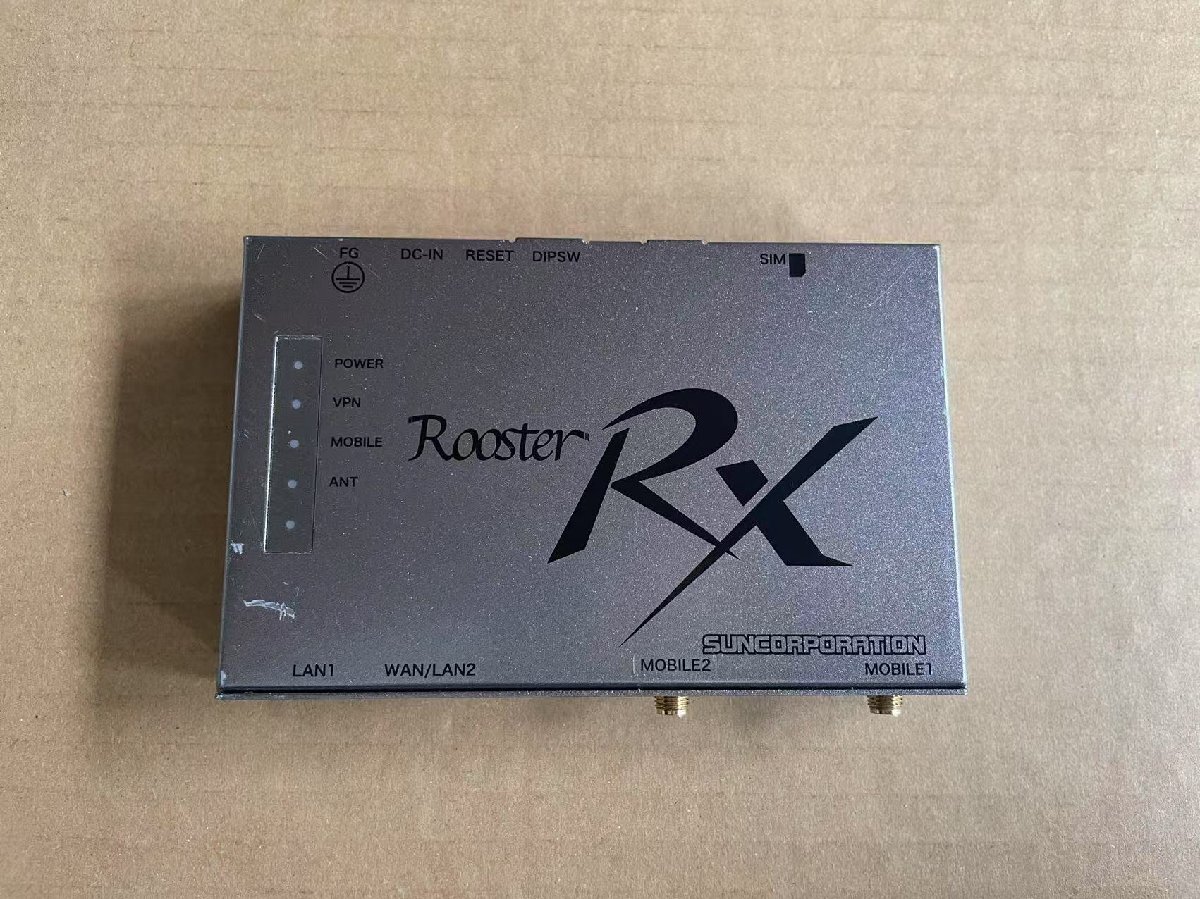 FG DC-IN RESET DIPSW SIM
POWER
VPN
MOBILE
ANT
Rooster RX
SUNCORPORATION
LAN1 WAN/LAN2 MOBILE2 MOBILE1